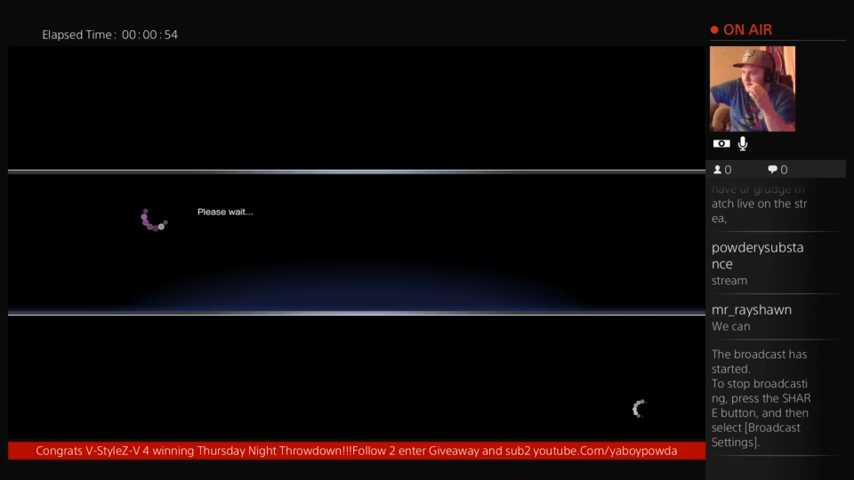 Elapsed Time: 00:00:54
ON AIR
0 0
have ur grudge m
atch live on the str
ea,
powderysubsta
nce
stream
mr_rayshawn
We can
The broadcast has
started.
To stop broadcasti
ng, press the SHAR
E button, and then
select [Broadcast
Settings].
Please wait...
Congrats V-StyleZ-V 4 winning Thursday Night Throwdown!!!Follow 2 enter Giveaway and sub2 youtube.Com/yaboypowda